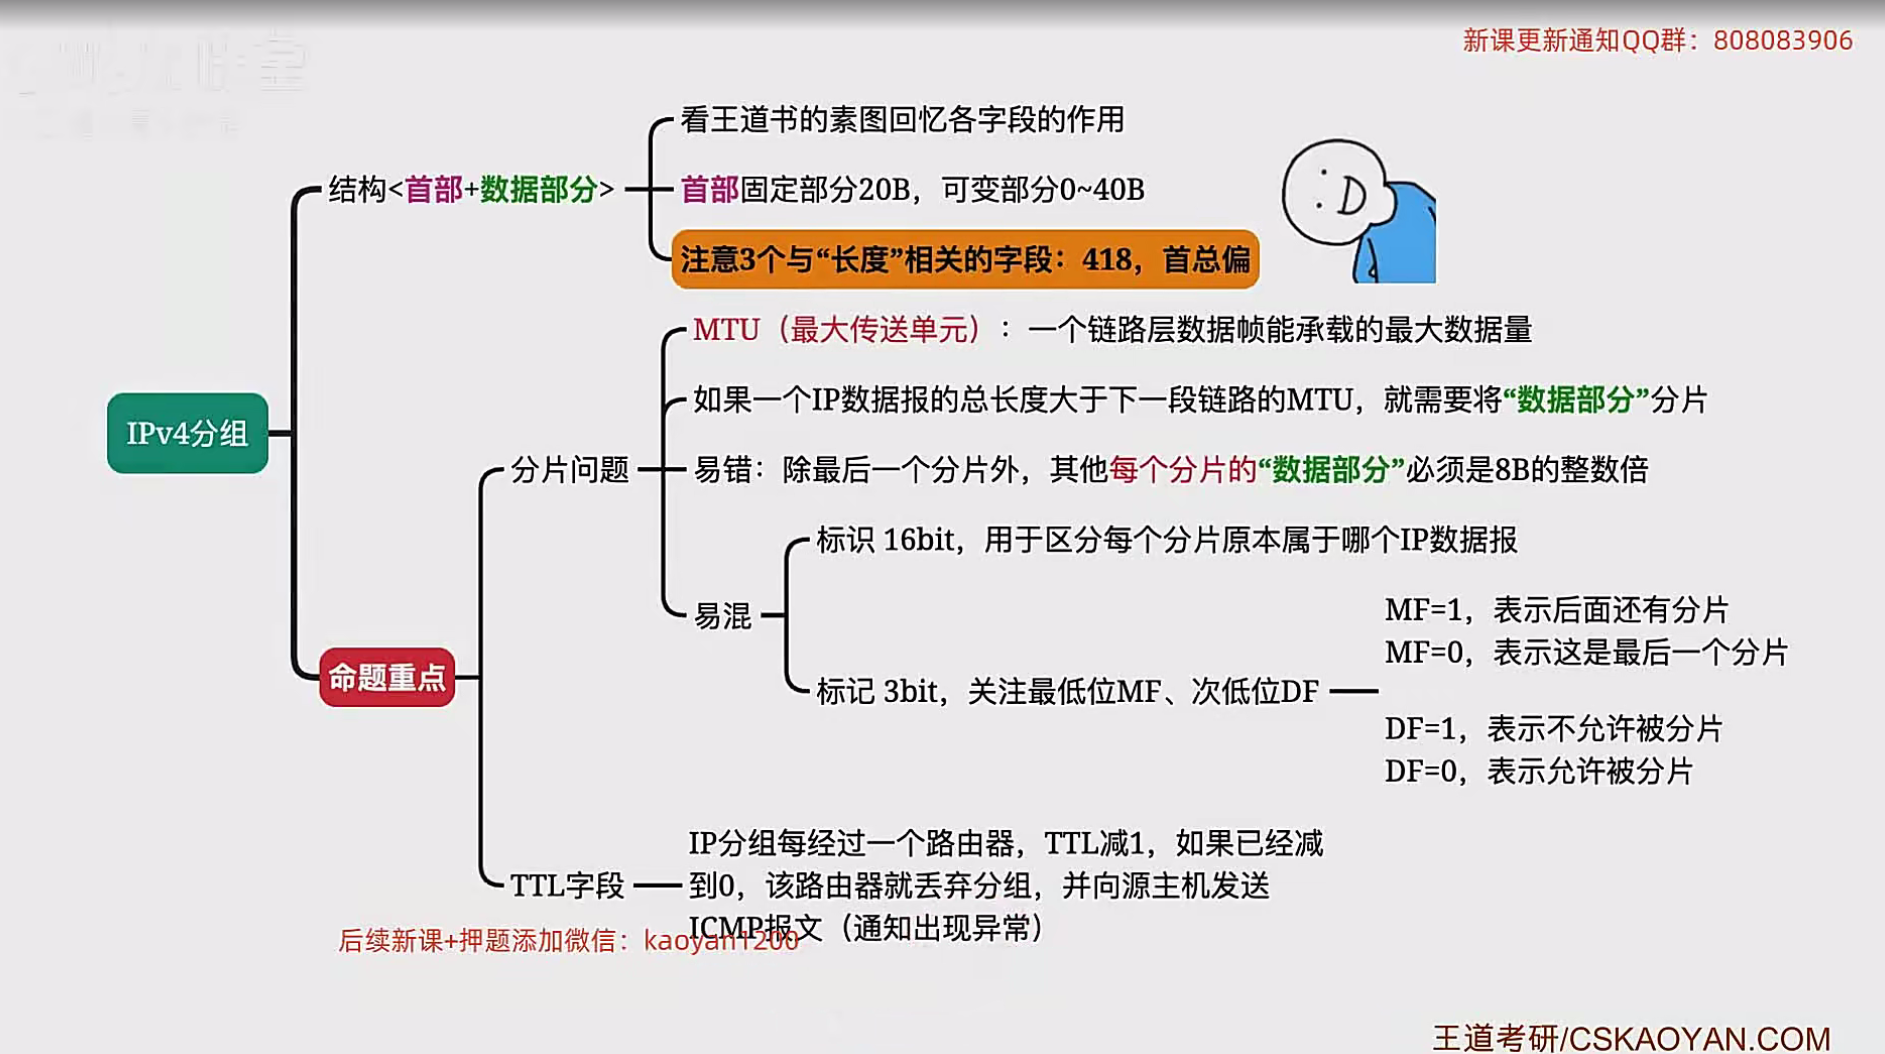 新课更新通知QQ群：808083906
看王道书的素图回忆各字段的作用
结构<首部+数据部分>
首部固定部分20B，可变部分0~40B
注意3个与“长度”相关的字段：418，首总偏
MTU（最大传送单元）：一个链路层数据帧能承载的最大数据量
如果一个IP数据报的总长度大于下一段链路的MTU，就需要将“数据部分”分片
IPv4分组
分片问题
易错：除最后一个分片外，其他每个分片的“数据部分”必须是8B的整数倍
标识 16bit，用于区分每个分片原本属于哪个IP数据报
易混
MF=1，表示后面还有分片
MF=0，表示这是最后一个分片
命题重点
标记 3bit，关注最低位MF、次低位DF
DF=1，表示不允许被分片
DF=0，表示允许被分片
TTL字段
IP分组每经过一个路由器，TTL减1，如果已经减
到0，该路由器就丢弃分组，并向源主机发送
ICMP报文（通知出现异常）
后续新课+押题添加微信：kaoyan1200
王道考研/CSKAOYAN.COM